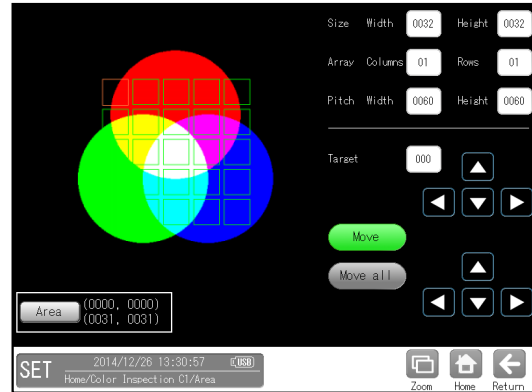 Size Width 0032 Height 0032
Array Columns 01 Rows 01
Pitch Width 0060 Height 0060
Target 000
Move
Move all
Area (0000, 0000)
(0031, 0031)
SET 2014/12/26 13:30:57 USB
Home/Color Inspection C1/Area
Zoom Home Return